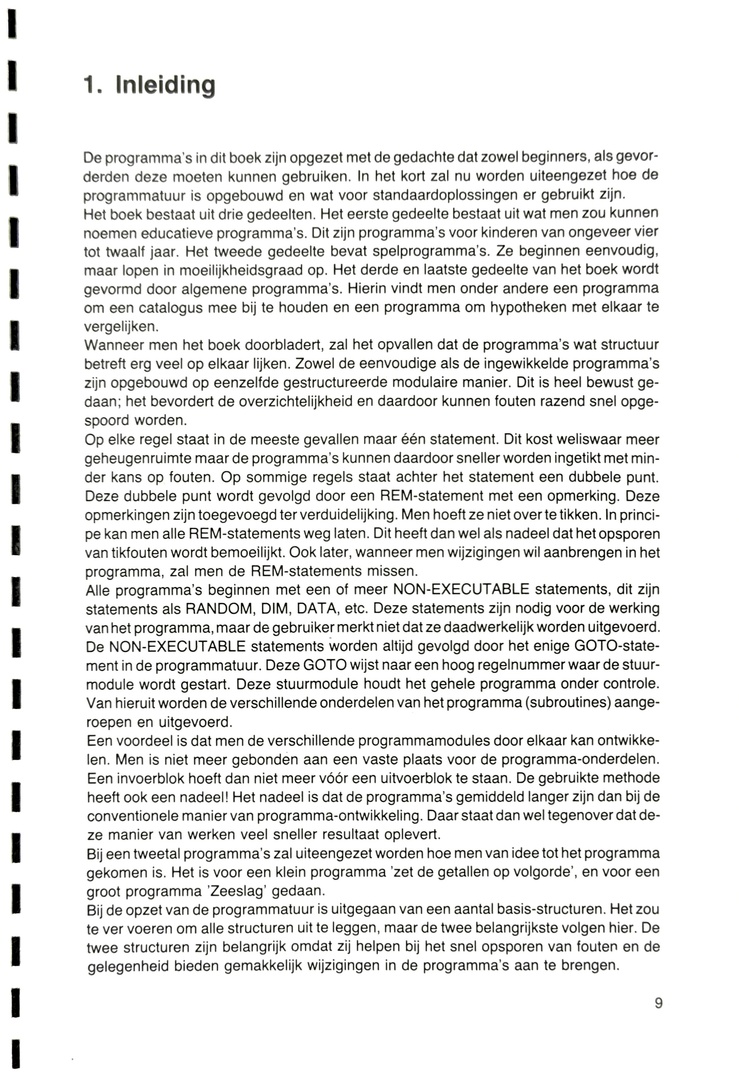 1. Inleiding
De programma's in dit boek zijn opgezet met de gedachte dat zowel beginners, als gevor-
derden deze moeten kunnen gebruiken. In het kort zal nu worden uiteengezet hoe de
programmatuur is opgebouwd en wat voor standaardoplossingen er gebruikt zijn.
Het boek bestaat uit drie gedeelten. Het eerste gedeelte bestaat uit wat men zou kunnen
noemen educatieve programma's. Dit zijn programma's voor kinderen van ongeveer vier
tot twaalf jaar. Het tweede gedeelte bevat spelprogramma's. Ze beginnen eenvoudig,
maar lopen in moeilijkheidsgraad op. Het derde en laatste gedeelte van het boek wordt
gevormd door algemene programma's. Hierin vindt men onder andere een programma
om een catalogus mee bij te houden en een programma om hypotheken met elkaar te
vergelijken.
Wanneer men het boek doorbladert, zal het opvallen dat de programma's wat structuur
betreft erg veel op elkaar lijken. Zowel de eenvoudige als de ingewikkelde programma's
zijn opgebouwd op eenzelfde gestructureerde modulaire manier. Dit is heel bewust ge-
daan; het bevordert de overzichtelijkheid en daardoor kunnen fouten razend snel opge-
spoord worden.
Op elke regel staat in de meeste gevallen maar één statement. Dit kost weliswaar meer
geheugenruimte maar de programma's kunnen daardoor sneller worden ingetikt met min-
der kans op fouten. Op sommige regels staat achter het statement een dubbele punt.
Deze dubbele punt wordt gevolgd door een REM-statement met een opmerking. Deze
opmerkingen zijn toegevoegd ter verduidelijking. Men hoeft ze niet over te tikken. In princi-
pe kan men alle REM-statements weg laten. Dit heeft dan wel als nadeel dat het opsporen
van tikfouten wordt bemoeilijkt. Ook later, wanneer men wijzigingen wil aanbrengen in het
programma, zal men de REM-statements missen.
Alle programma's beginnen met een of meer NON-EXECUTABLE statements, dit zijn
statements als RANDOM, DIM, DATA, etc. Deze statements zijn nodig voor de werking
van het programma, maar de gebruiker merkt niet dat ze daadwerkelijk worden uitgevoerd.
De NON-EXECUTABLE statements worden altijd gevolgd door het enige GOTO-state-
ment in de programmatuur. Deze GOTO wijst naar een hoog regelnummer waar de stuur-
module wordt gestart. Deze stuurmodule houdt het gehele programma onder controle.
Van hieruit worden de verschillende onderdelen van het programma (subroutines) aange-
roepen en uitgevoerd.
Een voordeel is dat men de verschillende programmamodules door elkaar kan ontwikke-
len. Men is niet meer gebonden aan een vaste plaats voor de programma-onderdelen.
Een invoerblok hoeft dan niet meer vóór een uitvoerblok te staan. De gebruikte methode
heeft ook een nadeel! Het nadeel is dat de programma's gemiddeld langer zijn dan bij de
conventionele manier van programma-ontwikkeling. Daar staat dan wel tegenover dat de-
ze manier van werken veel sneller resultaat oplevert.
Bij een tweetal programma's zal uiteengezet worden hoe men van idee tot het programma
gekomen is. Het is voor een klein programma 'zet de getallen op volgorde', en voor een
groot programma 'Zeeslag' gedaan.
Bij de opzet van de programmatuur is uitgegaan van een aantal basis-structuren. Het zou
te ver voeren om alle structuren uit te leggen, maar de twee belangrijkste volgen hier. De
twee structuren zijn belangrijk omdat zij helpen bij het snel opsporen van fouten en de
gelegenheid bieden gemakkelijk wijzigingen in de programma's aan te brengen.
9